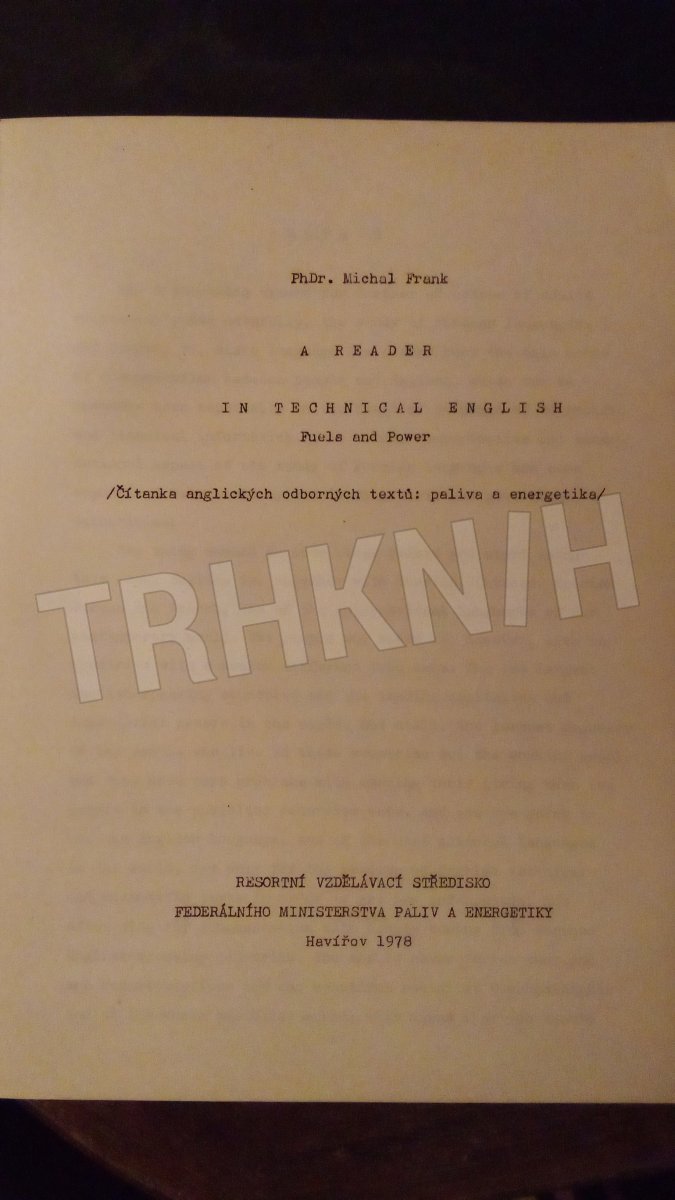 PhDr. Michal Frank
A READER
IN TECHNICAL ENGLISH
Fuels and Power
/Čítanka anglických odborných textů: paliva a energetika/
TRHKNIH
RESORTNÍ VZDĚLÁVACÍ STŘEDISKO
FEDERÁLNÍHO MINISTERSTVA PALIV A ENERGETIKY
Havířov 1978